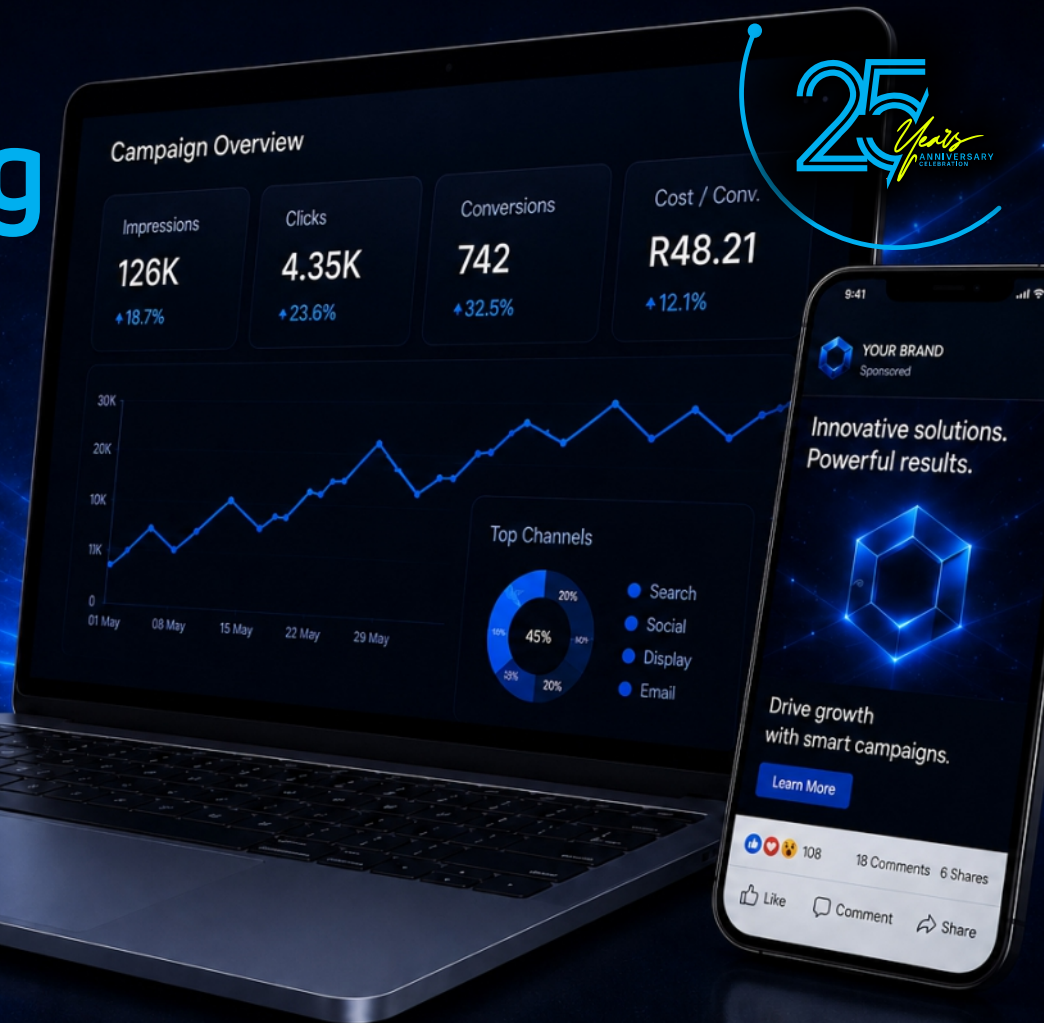 g
25
Years
ANNIVERSARY
CELEBRATION
Campaign Overview
Impressions
126K
18.7%
Clicks
4.35K
23.6%
Conversions
742
32.5%
Cost / Conv.
R48.21
12.1%
30K
20K
10K
0
01 May 08 May 15 May 22 May 29 May
Top Channels
20%
45%
20%
Search
Social
Display
Email
9:41
YOUR BRAND
Sponsored
Innovative solutions.
Powerful results.
Drive growth
with smart campaigns.
Learn More
108 18 Comments 6 Shares
Like Comment Share